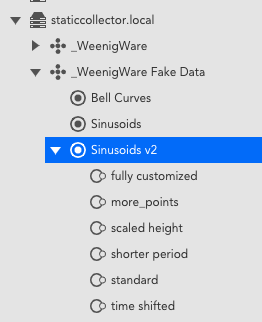 staticcollector.local
_WeenigWare
_WeenigWare Fake Data
Bell Curves
Sinusoids
Sinusoids v2
fully customized
more_points
scaled height
shorter period
standard
time shifted